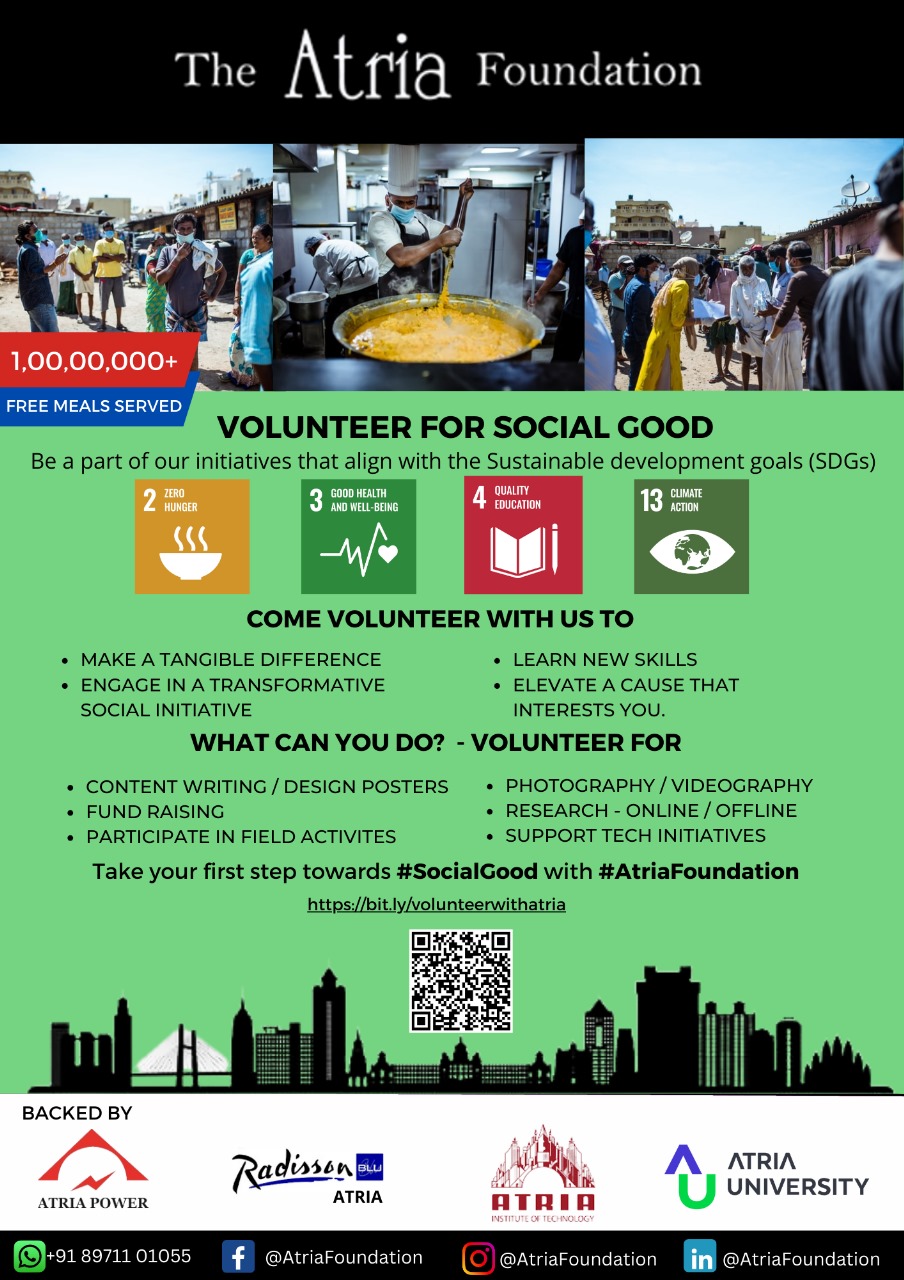 The Atria Foundation
1,00,00,000+
FREE MEALS SERVED
VOLUNTEER FOR SOCIAL GOOD
Be a part of our initiatives that align with the Sustainable development goals (SDGs)
2 ZERO
HUNGER
3 GOOD HEALTH
AND WELL-BEING
4 QUALITY
EDUCATION
13 CLIMATE
ACTION
COME VOLUNTEER WITH US TO
• MAKE A TANGIBLE DIFFERENCE
• ENGAGE IN A TRANSFORMATIVE
SOCIAL INITIATIVE
• LEARN NEW SKILLS
• ELEVATE A CAUSE THAT
INTERESTS YOU.
WHAT CAN YOU DO? - VOLUNTEER FOR
• CONTENT WRITING / DESIGN POSTERS
• FUND RAISING
• PARTICIPATE IN FIELD ACTIVITES
• PHOTOGRAPHY / VIDEOGRAPHY
• RESEARCH - ONLINE / OFFLINE
• SUPPORT TECH INITIATIVES
Take your first step towards #SocialGood with #AtriaFoundation
https://bit.ly/volunteerwithatria
BACKED BY
ATRIA POWER
Radisson BLU
ATRIA
ATRIA
INSTITUTE OF TECHNOLOGY
ATRIA
UNIVERSITY
+91 89711 01055
@AtriaFoundation
@AtriaFoundation
@AtriaFoundation